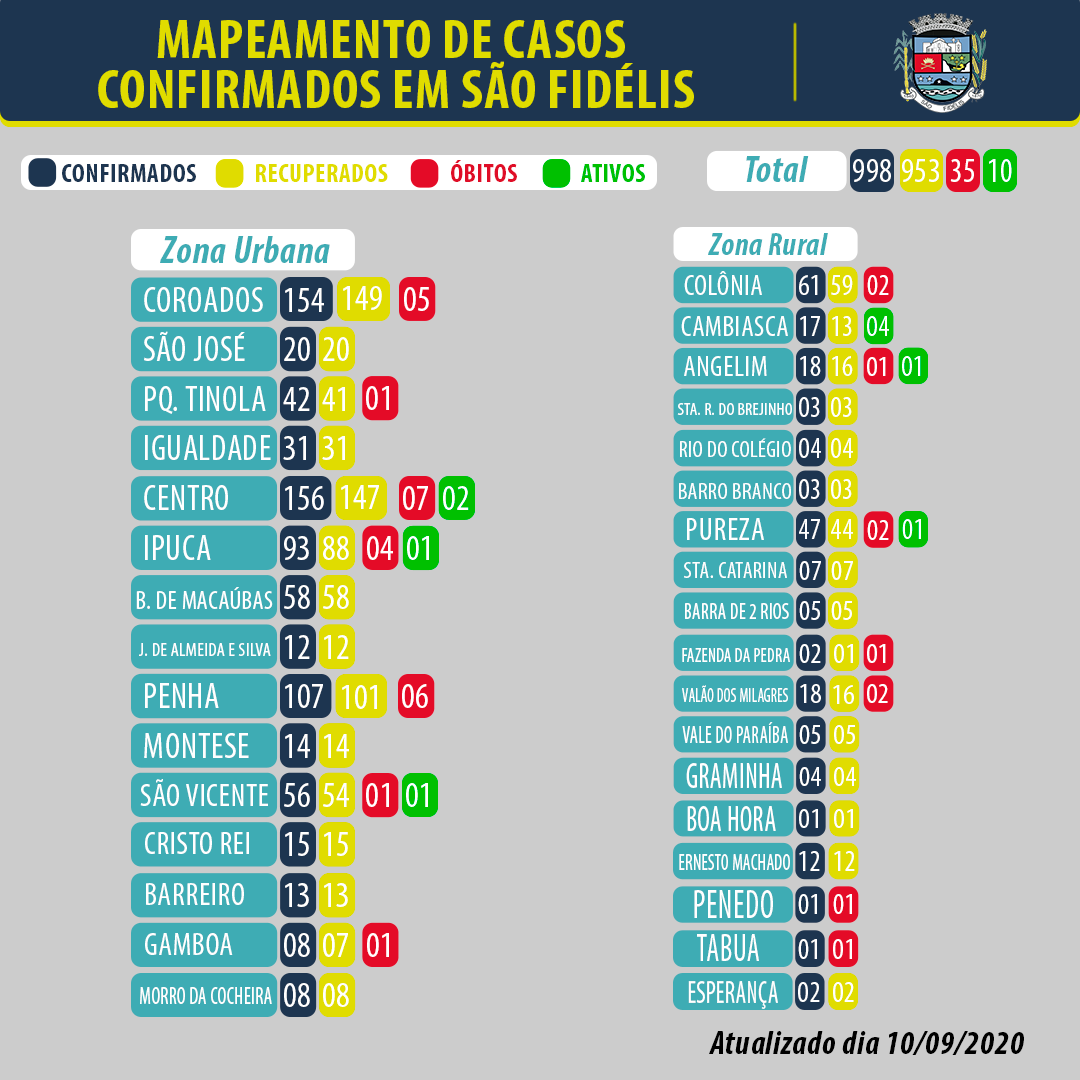 MAPEAMENTO DE CASOS
CONFIRMADOS EM SÃO FIDÉLIS
SÃO FIDÉLIS
CONFIRMADOS RECUPERADOS ÓBITOS ATIVOS
Total 998 953 35 10
Zona Urbana
COROADOS 154 149 05
SÃO JOSÉ 20 20
PQ. TINOLA 42 41 01
IGUALDADE 31 31
CENTRO 156 147 07 02
IPUCA 93 88 04 01
B. DE MACAÚBAS 58 58
J. DE ALMEIDA E SILVA 12 12
PENHA 107 101 06
MONTESE 14 14
SÃO VICENTE 56 54 01 01
CRISTO REI 15 15
BARREIRO 13 13
GAMBOA 08 07 01
MORRO DA COCHEIRA 08 08
Zona Rural
COLÔNIA 61 59 02
CAMBIASCA 17 13 04
ANGELIM 18 16 01 01
STA. R. DO BREJINHO 03 03
RIO DO COLÉGIO 04 04
BARRO BRANCO 03 03
PUREZA 47 44 02 01
STA. CATARINA 07 07
BARRA DE 2 RIOS 05 05
FAZENDA DA PEDRA 02 01 01
VALÃO DOS MILAGRES 18 16 02
VALE DO PARAÍBA 05 05
GRAMINHA 04 04
BOA HORA 01 01
ERNESTO MACHADO 12 12
PENEDO 01 01
TABUA 01 01
ESPERANÇA 02 02
Atualizado dia 10/09/2020